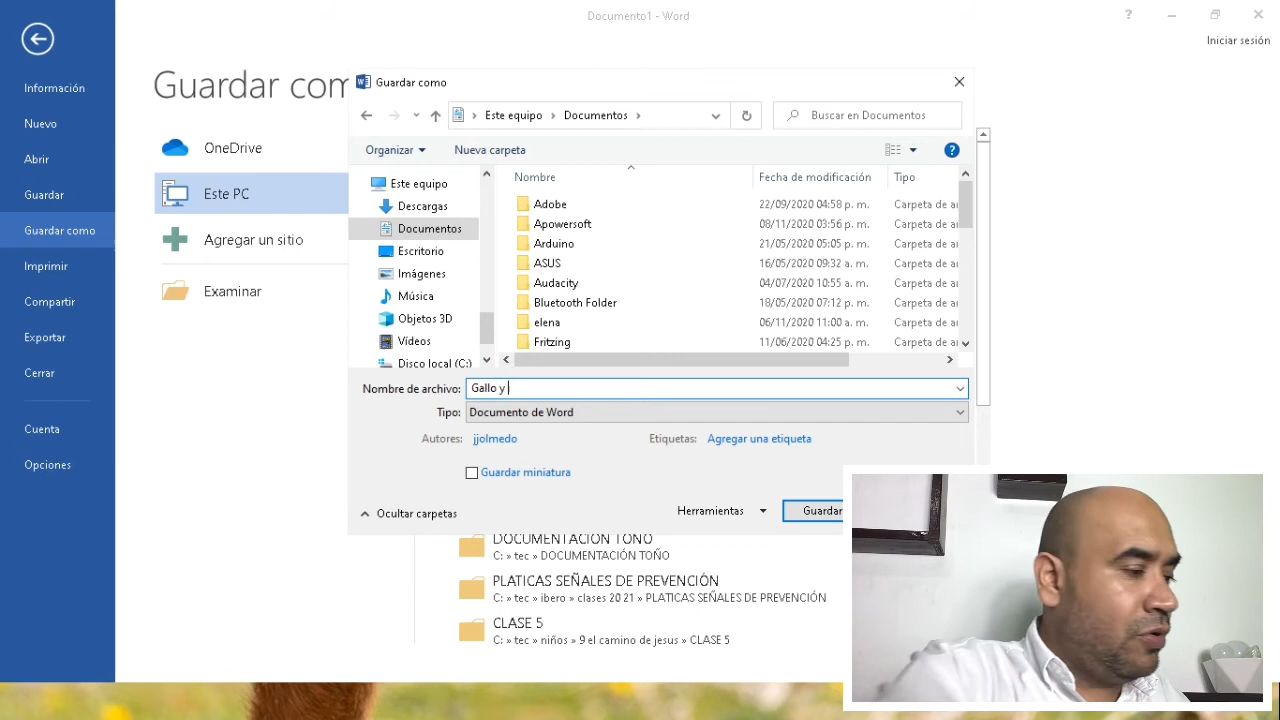 Documento1 - Word
?
Iniciar sesión
Información
Nuevo
Abrir
Guardar
Guardar como
Imprimir
Compartir
Exportar
Cerrar
Cuenta
Opciones
Guardar com
OneDrive
Este PC
Agregar un sitio
Examinar
Guardar como
Este equipo > Documentos >
Buscar en Documentos
Organizar
Nueva carpeta
?
Este equipo
Descargas
Documentos
Escritorio
Imágenes
Música
Objetos 3D
Vídeos
Disco local (C:)
Nombre Fecha de modificación Tipo
Adobe 22/09/2020 04:58 p. m. Carpeta de ar
Apowersoft 08/11/2020 03:56 p. m. Carpeta de ar
Arduino 21/05/2020 05:05 p. m. Carpeta de ar
ASUS 16/05/2020 09:32 a. m. Carpeta de ar
Audacity 04/07/2020 10:55 a. m. Carpeta de ar
Bluetooth Folder 18/05/2020 07:12 p. m. Carpeta de ar
elena 06/11/2020 11:00 a. m. Carpeta de ar
Fritzing 11/06/2020 04:25 p. m. Carpeta de ar
Nombre de archivo: Gallo y
Tipo: Documento de Word
Autores: jjolmedo
Etiquetas: Agregar una etiqueta
Guardar miniatura
Ocultar carpetas
Herramientas
Guardar
DOCUMENTACIÓN TOÑO
C: » tec » DOCUMENTACIÓN TOÑO
PLATICAS SEÑALES DE PREVENCIÓN
C: » tec » ibero » clases 20 21 » PLATICAS SEÑALES DE PREVENCIÓN
CLASE 5
C: » tec » niños » 9 el camino de jesus » CLASE 5